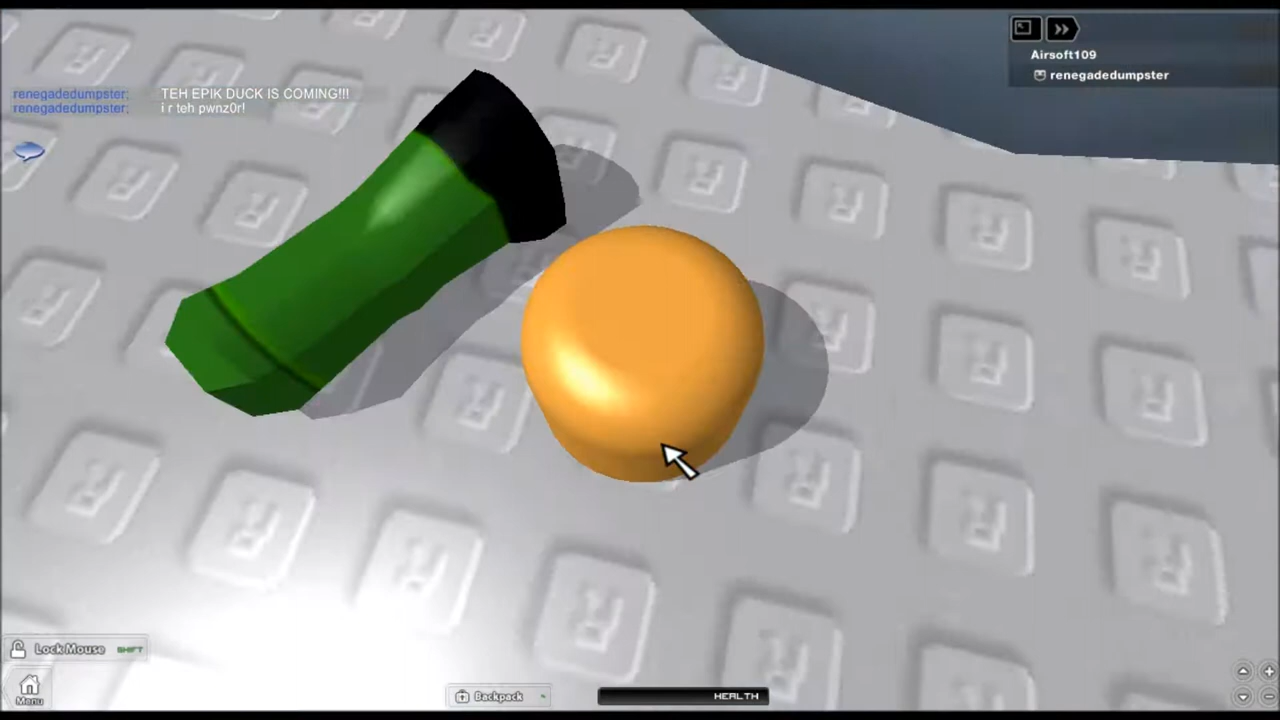 Airsoft109
renegadedumpster
renegadedumpster; TEH EPIK DUCK IS COMING!!!
renegadedumpster; i r teh pwnz0r!
Lock Mouse SHIFT
Menu
Backpack
HEALTH